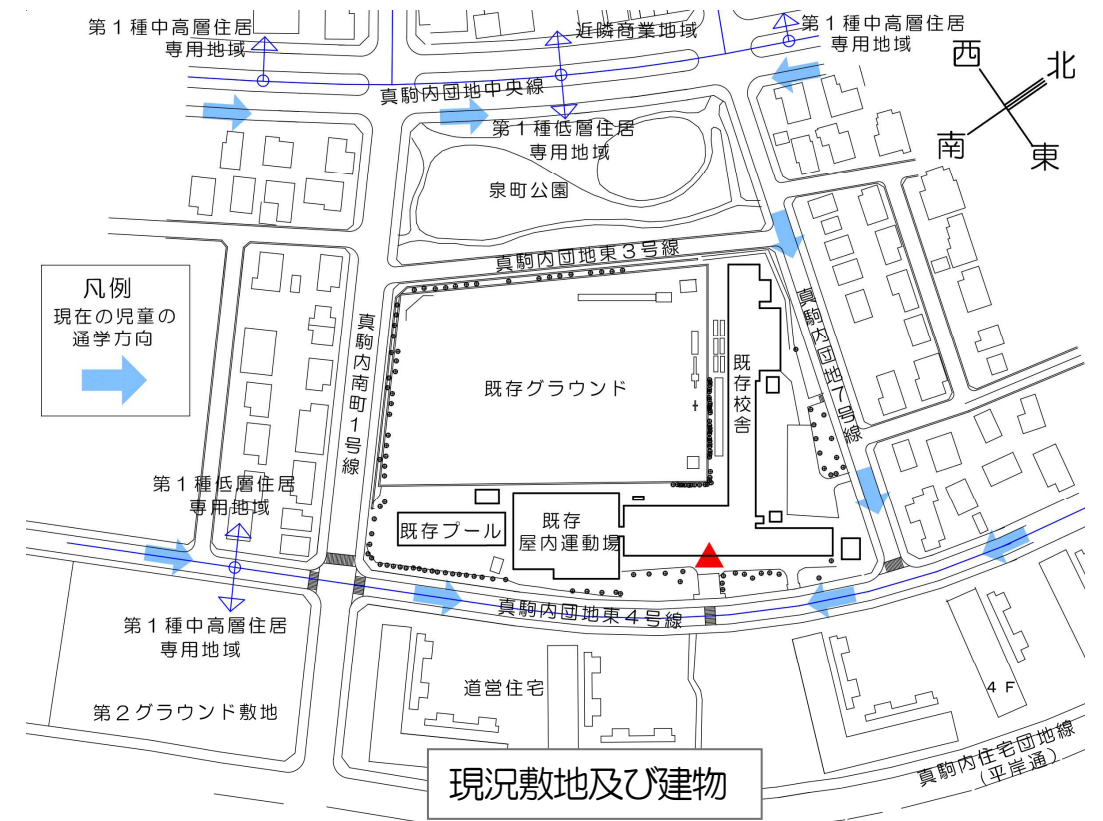 第１種中高層住居
専用地域
近隣商業地域
第１種中高層住居
専用地域
西
北
南
東
真駒内団地中央線
第１種低層住居
専用地域
泉町公園
真駒内団地東３号線
凡例
現在の児童の
通学方向
真駒内南町１号線
既存グラウンド
既存校舎
真駒内団地７号線
第１種低層住居
専用地域
既存プール
既存
屋内運動場
真駒内団地東４号線
第１種中高層住居
専用地域
第２グラウンド敷地
道営住宅
４Ｆ
真駒内住宅団地線
（平岸通）
現況敷地及び建物